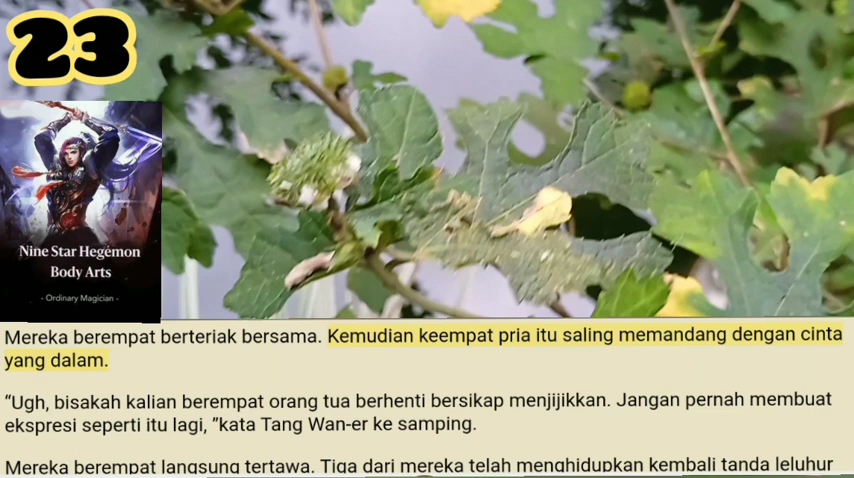 23
Nine Star Hegemon
Body Arts
- Ordinary Magician -
Mereka berempat berteriak bersama. Kemudian keempat pria itu saling memandang dengan cinta
yang dalam.
“Ugh, bisakah kalian berempat orang tua berhenti bersikap menjijikkan. Jangan pernah membuat
ekspresi seperti itu lagi, ”kata Tang Wan-er ke samping.
Mereka berempat langsung tertawa. Tiga dari mereka telah menghidupkan kembali tanda leluhur